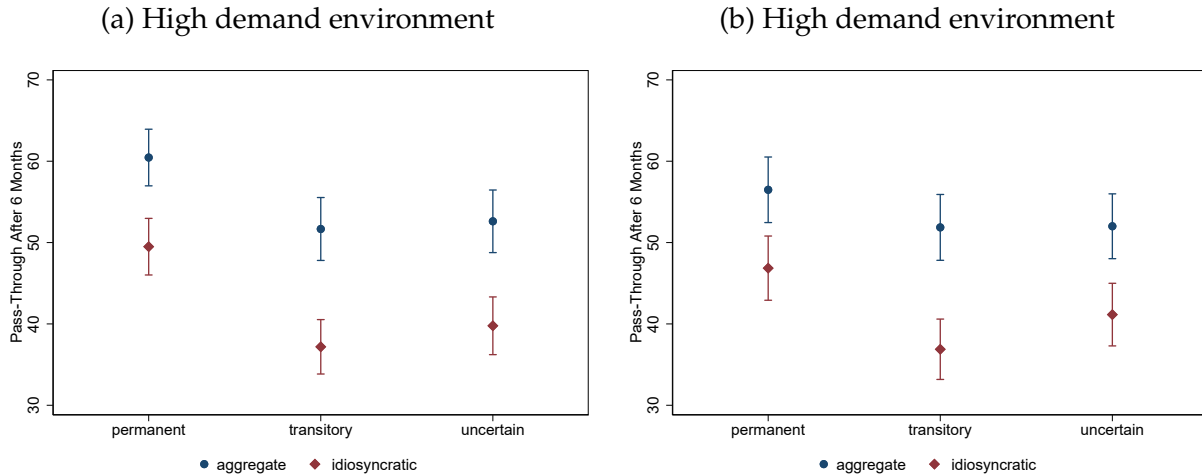 (a) High demand environment
(b) High demand environment
Pass-Through After 6 Months
70
60
50
40
30
permanent
transitory
uncertain
aggregate
idiosyncratic
Pass-Through After 6 Months
70
60
50
40
30
permanent
transitory
uncertain
aggregate
idiosyncratic